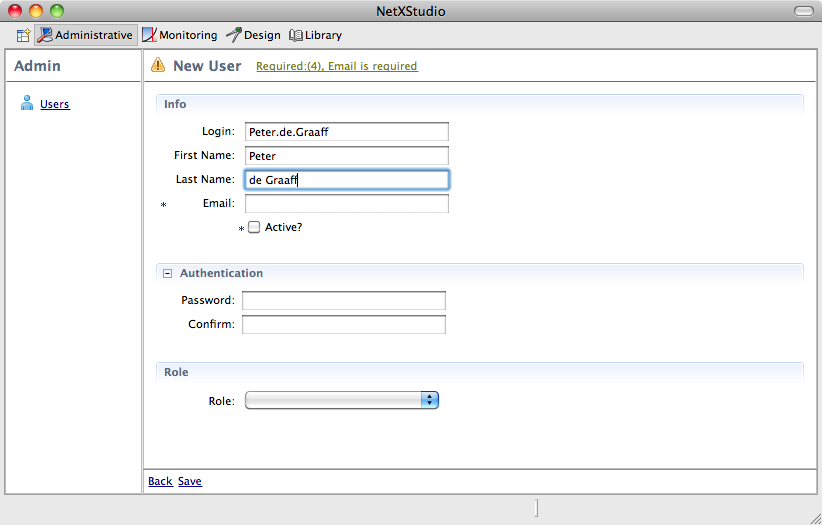 NetXStudio
Administrative Monitoring Design Library
Admin
New User Required:(4), Email is required
Users
Info
Login: Peter.de.Graaff
First Name: Peter
Last Name: de Graaff
* Email:
* Active?
Authentication
Password:
Confirm:
Role
Role:
Back Save